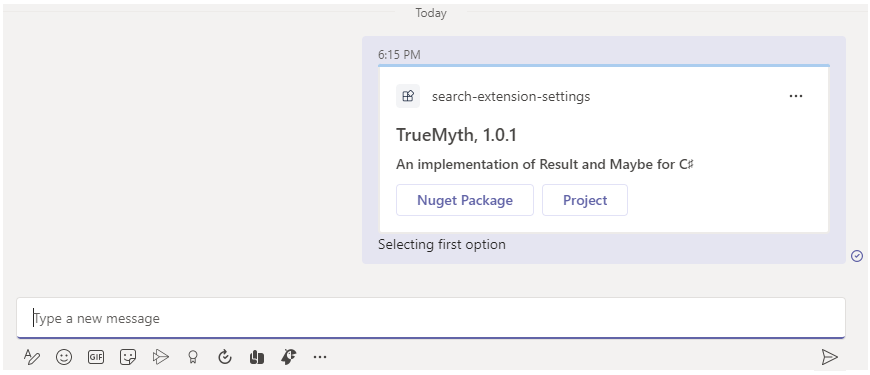 Today
6:15 PM
search-extension-settings
TrueMyth, 1.0.1
An implementation of Result and Maybe for C♯
Nuget Package Project
Selecting first option
Type a new message
GIF